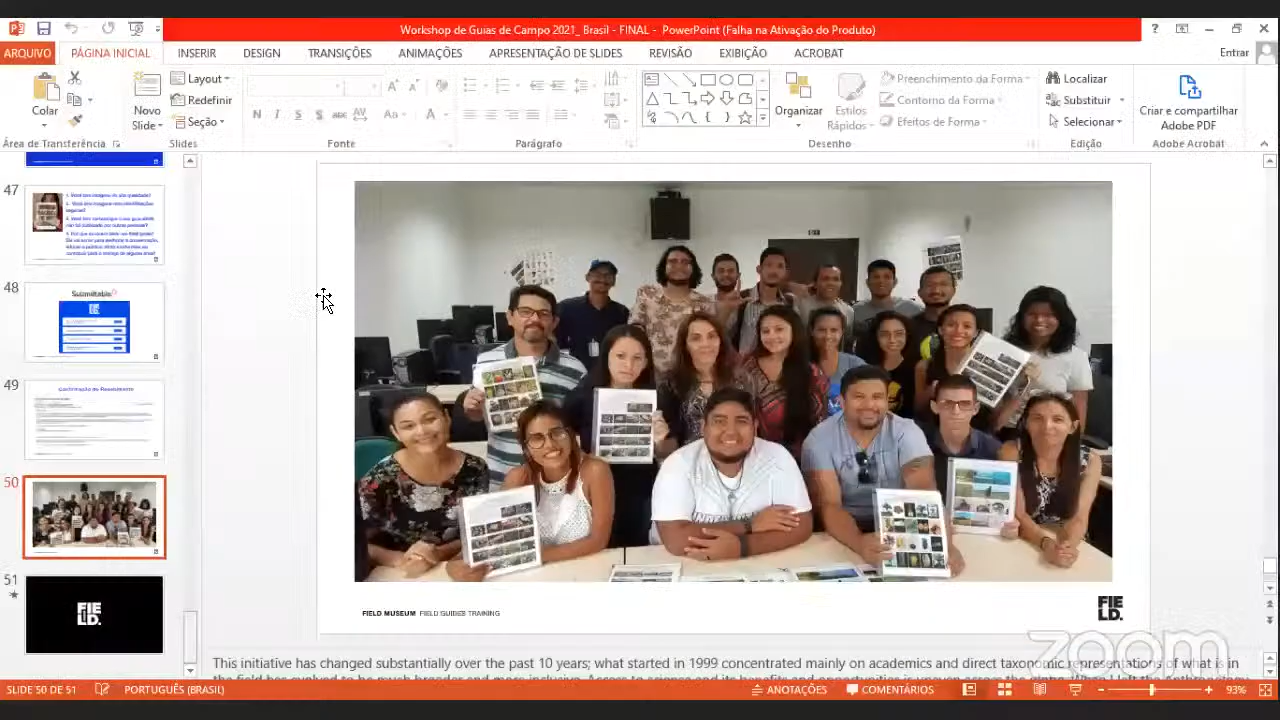 Workshop de Guias de Campo 2021_ Brasil - FINAL - PowerPoint (Falha na Ativação do Produto)
ARQUIVO PÁGINA INICIAL INSERIR DESIGN TRANSIÇÕES ANIMAÇÕES APRESENTAÇÃO DE SLIDES REVISÃO EXIBIÇÃO ACROBAT Entrar
Colar
Novo Slide
Layout
Redefinir
Seção
Organizar
Estilos Rápidos
Preenchimento da Forma
Contorno da Forma
Efeitos de Forma
Localizar
Substituir
Selecionar
Criar e compartilhar Adobe PDF
Área de Transferência Slides Fonte Parágrafo Desenho Edição Adobe Acrobat
47
48
Submittable
49
Confirmação de Recebimento
50
51
FIELD.
FIELD MUSEUM FIELD GUIDES TRAINING
FIELD.
zoom
This initiative has changed substantially over the past 10 years; what started in 1999 concentrated mainly on academics and direct taxonomic representations of what is in
SLIDE 50 DE 51 PORTUGUÊS (BRASIL) ANOTAÇÕES COMENTÁRIOS 93%